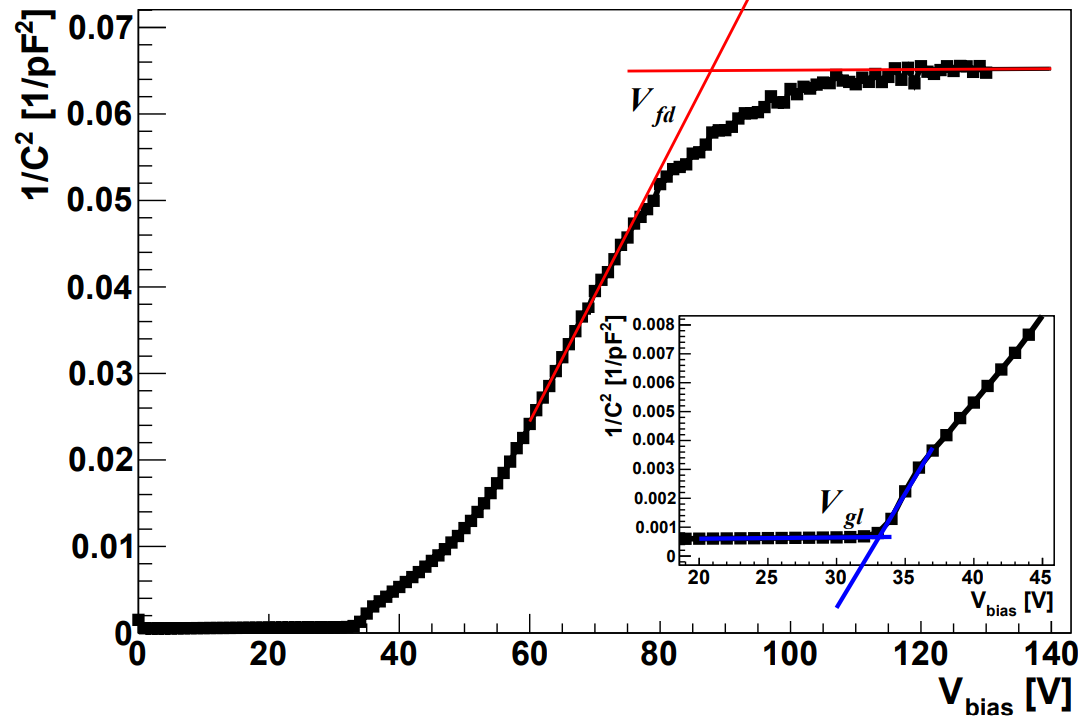 1/C² [1/pF²]
0.07
0.06
0.05
0.04
0.03
0.02
0.01
0
0 20 40 60 80 100 120 140
V_bias [V]
V_fd
1/C² [1/pF²]
0.008
0.007
0.006
0.005
0.004
0.003
0.002
0.001
0
V_gl
20 25 30 35 40 45
V_bias [V]